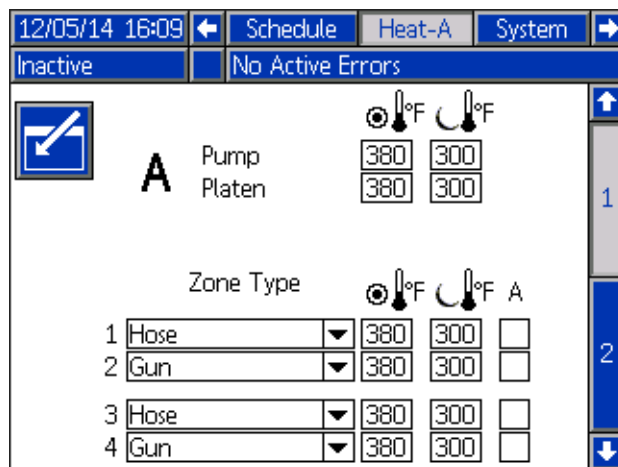 12/05/14 16:09 Schedule Heat-A System
Inactive No Active Errors
°F °F
A Pump 380 300
Platen 380 300
1
Zone Type °F °F A
1 Hose 380 300
2 Gun 380 300
2
3 Hose 380 300
4 Gun 380 300